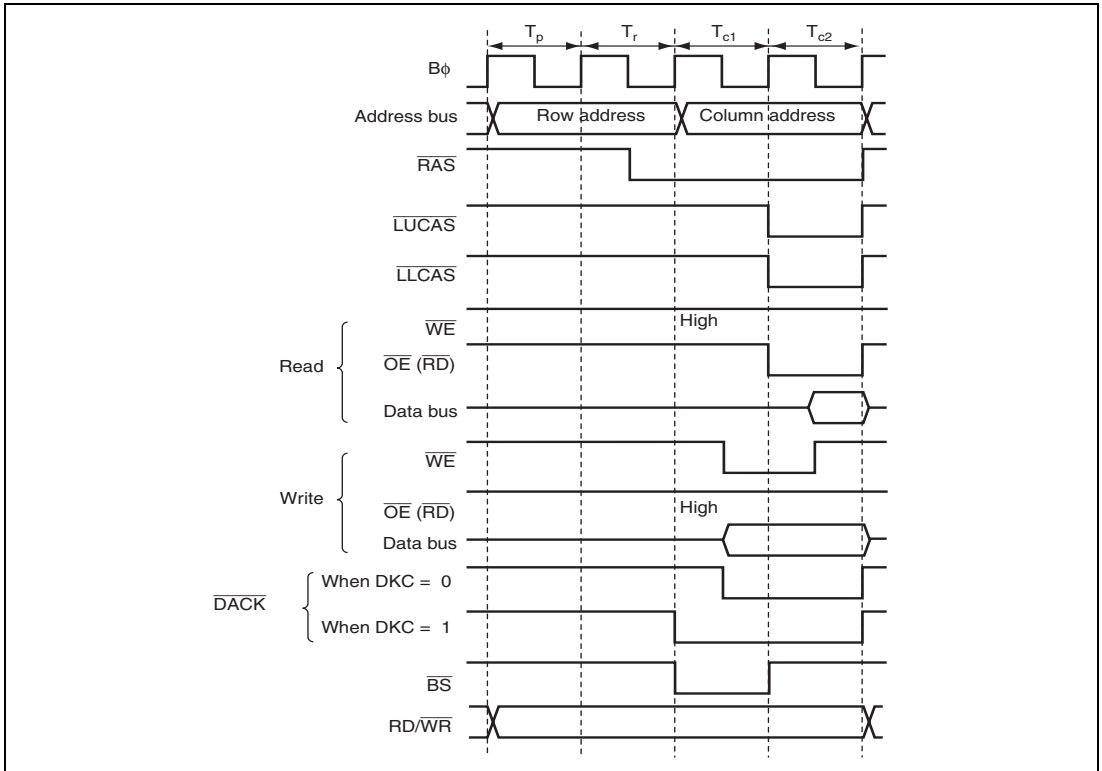 Tp Tr Tc1 Tc2
Bϕ
Address bus Row address Column address
RAS
LUCAS
LLCAS
High
WE
Read OE (RD)
Data bus
WE
Write
High
OE (RD)
Data bus
When DKC = 0
DACK
When DKC = 1
BS
RD/WR